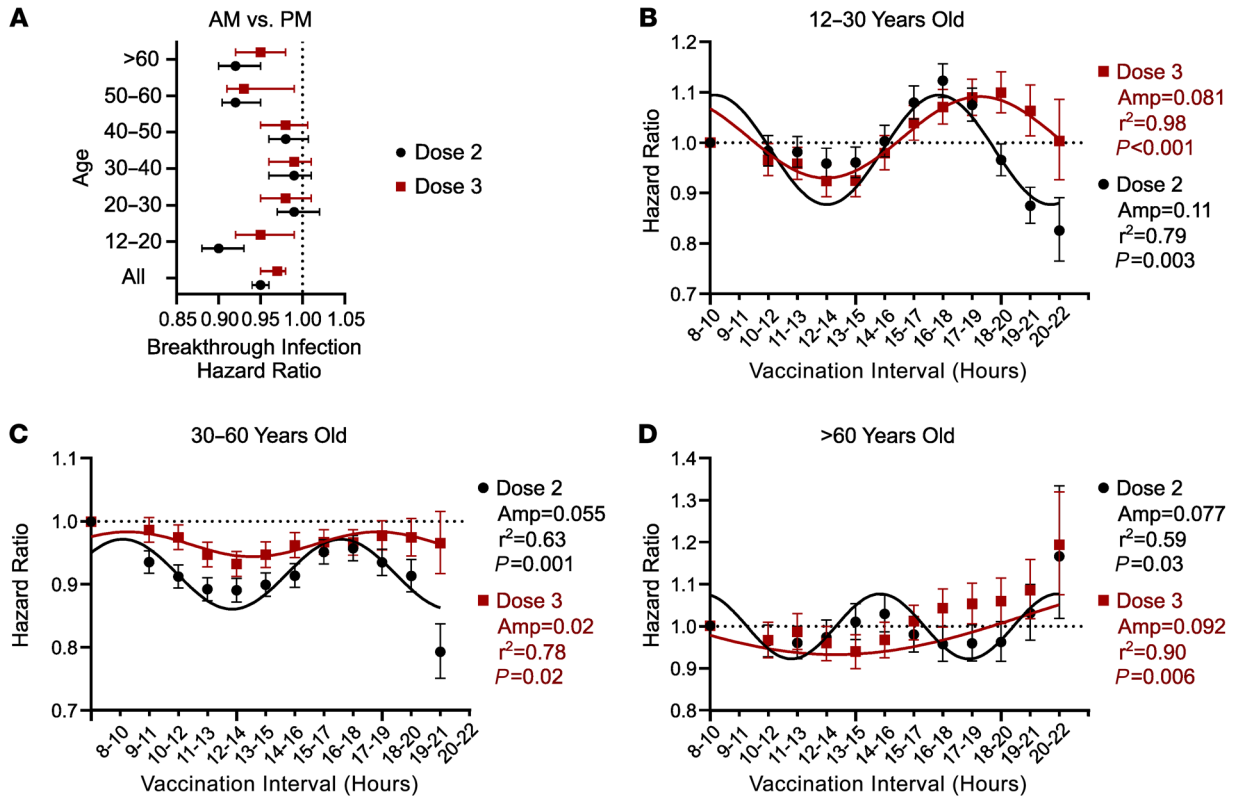 A
AM vs. PM
Age
>60
50–60
40–50
30–40
20–30
12–20
All
0.85 0.90 0.95 1.00 1.05
Breakthrough Infection
Hazard Ratio
Dose 2
Dose 3
B
12–30 Years Old
Hazard Ratio
1.2
1.1
1.0
0.9
0.8
0.7
8-10 9-11 10-12 11-13 12-14 13-15 14-16 15-17 16-18 17-19 18-20 19-21 20-22
Vaccination Interval (Hours)
Dose 3
Amp=0.081
r²=0.98
P<0.001
Dose 2
Amp=0.11
r²=0.79
P=0.003
C
30–60 Years Old
Hazard Ratio
1.1
1.0
0.9
0.8
0.7
8-10 9-11 10-12 11-13 12-14 13-15 14-16 15-17 16-18 17-19 18-20 19-21 20-22
Vaccination Interval (Hours)
Dose 2
Amp=0.055
r²=0.63
P=0.001
Dose 3
Amp=0.02
r²=0.78
P=0.02
D
>60 Years Old
Hazard Ratio
1.4
1.3
1.2
1.1
1.0
0.9
0.8
8-10 9-11 10-12 11-13 12-14 13-15 14-16 15-17 16-18 17-19 18-20 19-21 20-22
Vaccination Interval (Hours)
Dose 2
Amp=0.077
r²=0.59
P=0.03
Dose 3
Amp=0.092
r²=0.90
P=0.006